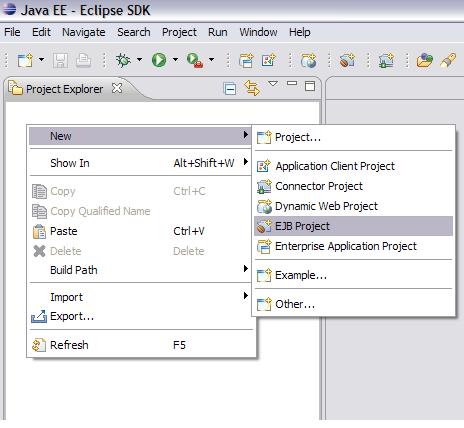 Java EE - Eclipse SDK
File Edit Navigate Search Project Run Window Help
Project Explorer
New
Show In Alt+Shift+W
Copy Ctrl+C
Copy Qualified Name
Paste Ctrl+V
Delete Delete
Build Path
Import
Export...
Refresh F5
Project...
Application Client Project
Connector Project
Dynamic Web Project
EJB Project
Enterprise Application Project
Example...
Other...